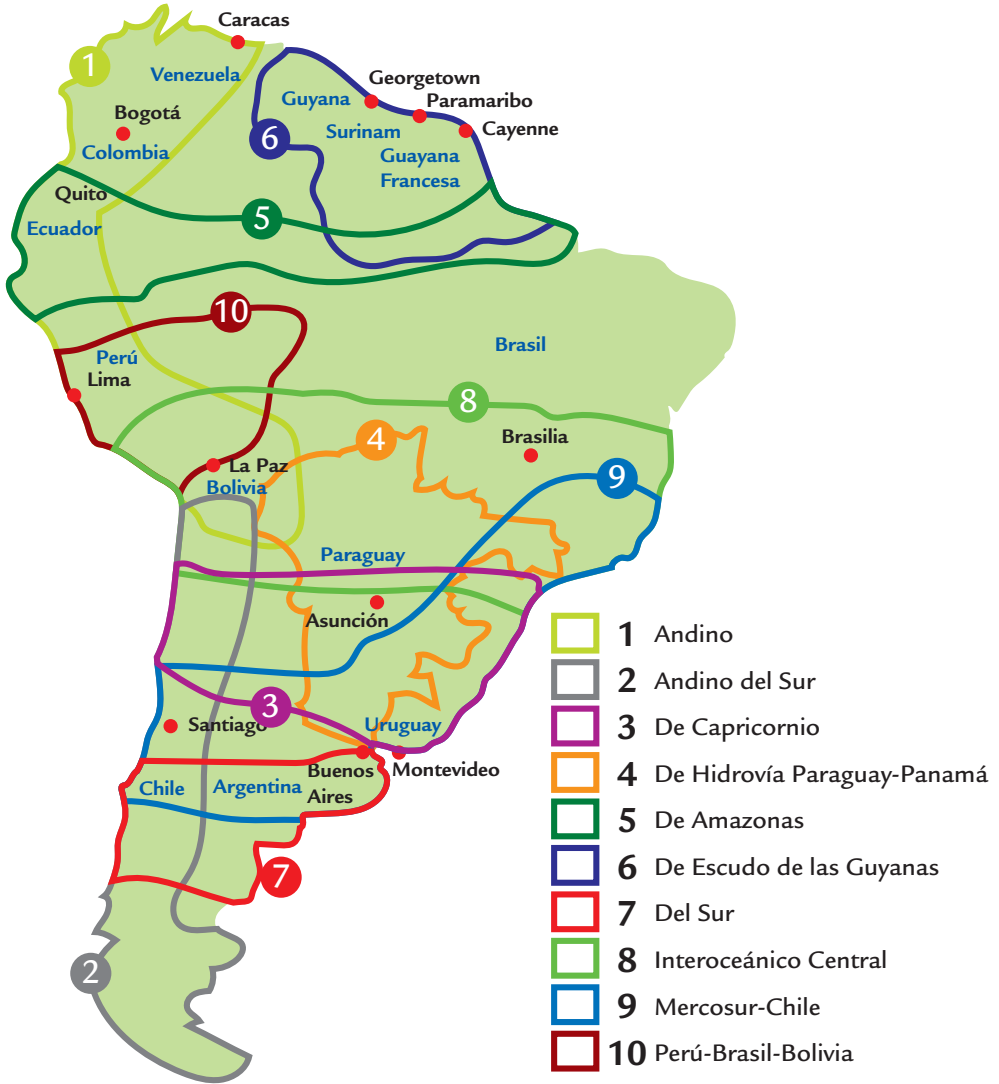 Caracas
1
Venezuela
Georgetown
Guyana
Paramaribo
Bogotá
Surinam
Cayenne
6
Colombia
Guayana
Francesa
Quito
5
Ecuador
10
Brasil
Perú
Lima
8
4
Brasilia
La Paz
9
Bolivia
Paraguay
Asunción
3
Santiago
Uruguay
Buenos
Aires
Montevideo
Chile
Argentina
7
2
1 Andino
2 Andino del Sur
3 De Capricornio
4 De Hidrovía Paraguay-Panamá
5 De Amazonas
6 De Escudo de las Guyanas
7 Del Sur
8 Interoceánico Central
9 Mercosur-Chile
10 Perú-Brasil-Bolivia